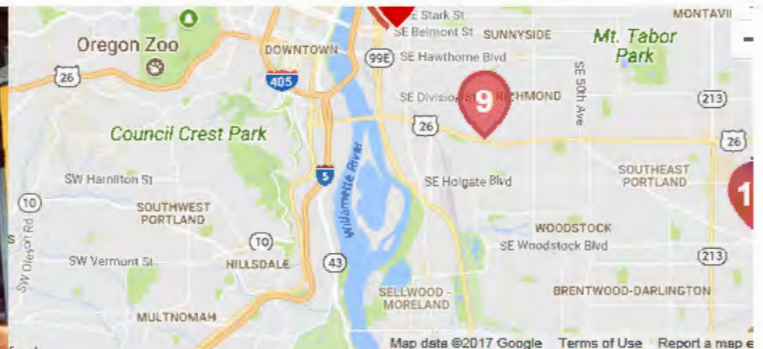 E Stark St
MONTAVII
SE Belmont St
SUNNYSIDE
Mt. Tabor
Park
Oregon Zoo
DOWNTOWN
99E
SE Hawthorne Blvd
26
405
SE Division
9
RICHMOND
SE 50th Ave
213
Council Crest Park
26
26
5
SW Hamilton St
SE Holgate Blvd
SOUTHEAST
PORTLAND
1
10
SOUTHWEST
PORTLAND
Willamette River
WOODSTOCK
SE Woodstock Blvd
S
SW Oleson Rd
10
SW Vermont St
HILLSDALE
43
213
SELLWOOD -
MORELAND
BRENTWOOD-DARLINGTON
MULTNOMAH
Map data ©2017 Google
Terms of Use
Report a map e